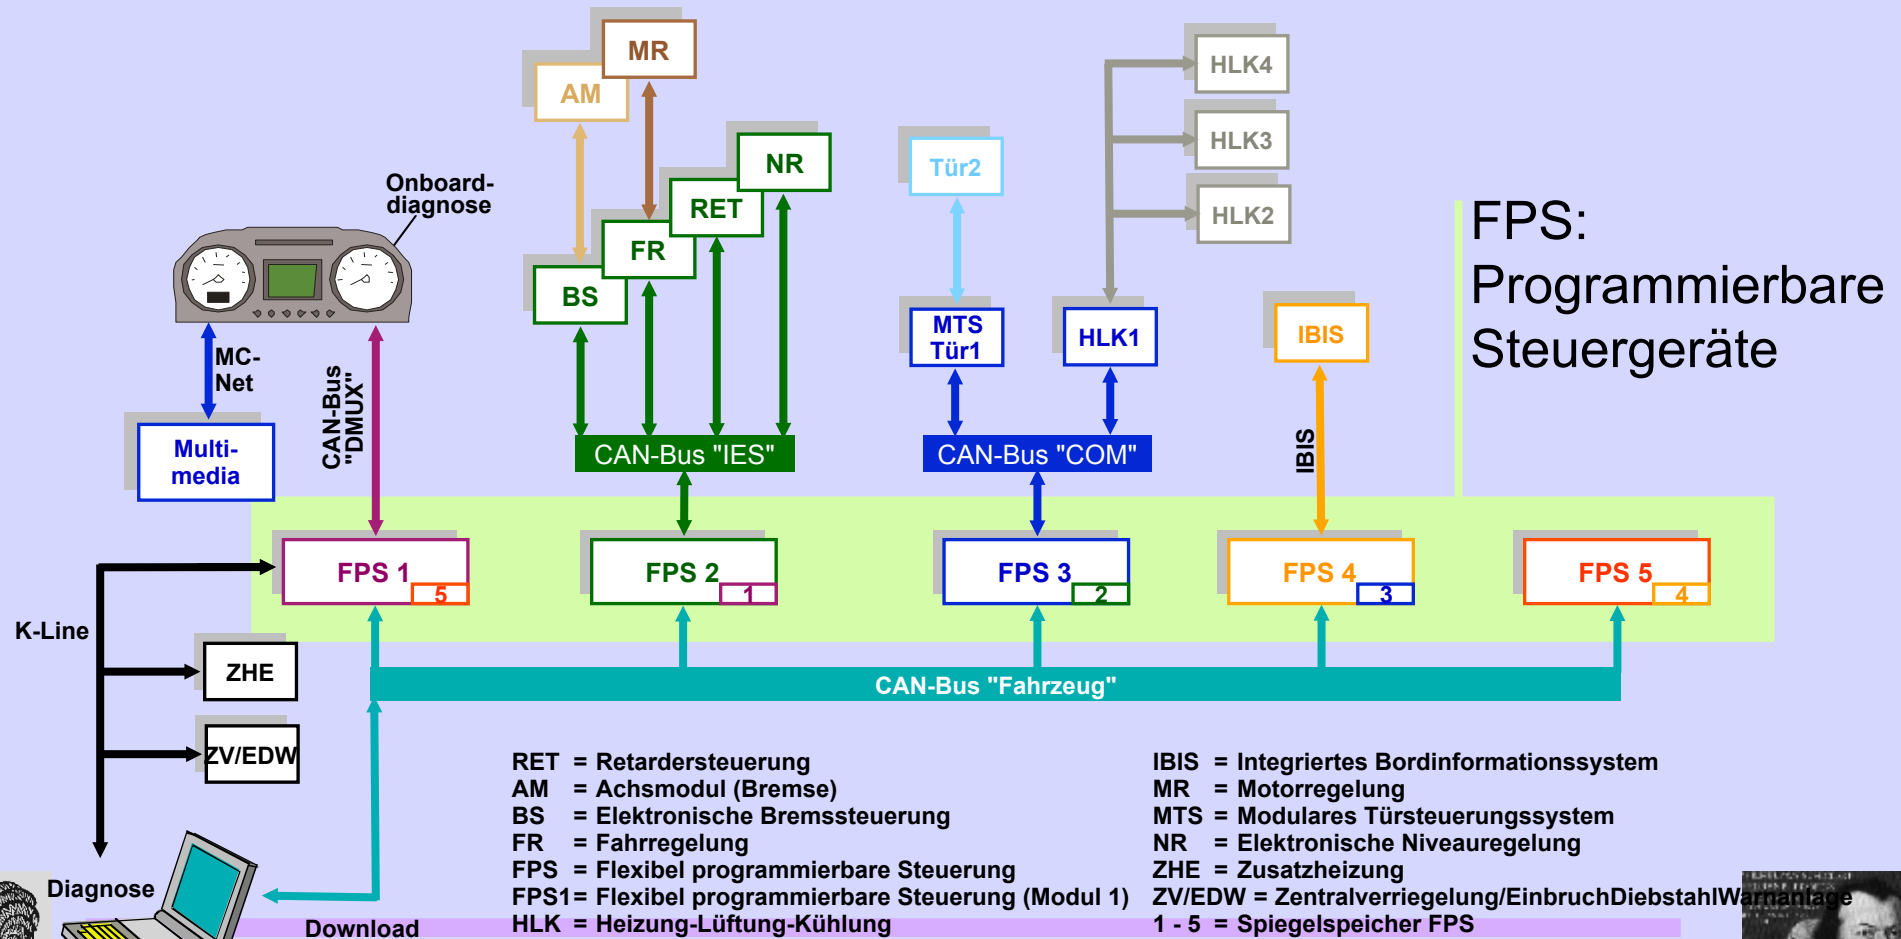 MR
AM
NR
RET
FR
BS
Onboard-
diagnose
MC-
Net
CAN-Bus
"DMUX"
Multi-
media
CAN-Bus "IES"
Tür2
MTS
Tür1
HLK4
HLK3
HLK2
HLK1
CAN-Bus "COM"
IBIS
IBIS
FPS:
Programmierbare
Steuergeräte
FPS 1
5
FPS 2
1
FPS 3
2
FPS 4
3
FPS 5
4
K-Line
ZHE
ZV/EDW
CAN-Bus "Fahrzeug"
Diagnose
Download
RET = Retardersteuerung
AM = Achsmodul (Bremse)
BS = Elektronische Bremssteuerung
FR = Fahrregelung
FPS = Flexibel programmierbare Steuerung
FPS1= Flexibel programmierbare Steuerung (Modul 1)
HLK = Heizung-Lüftung-Kühlung
IBIS = Integriertes Bordinformationssystem
MR = Motorregelung
MTS = Modulares Türsteuerungssystem
NR = Elektronische Niveauregelung
ZHE = Zusatzheizung
ZV/EDW = Zentralverriegelung/EinbruchDiebstahlWarnanlage
1 - 5 = Spiegelspeicher FPS